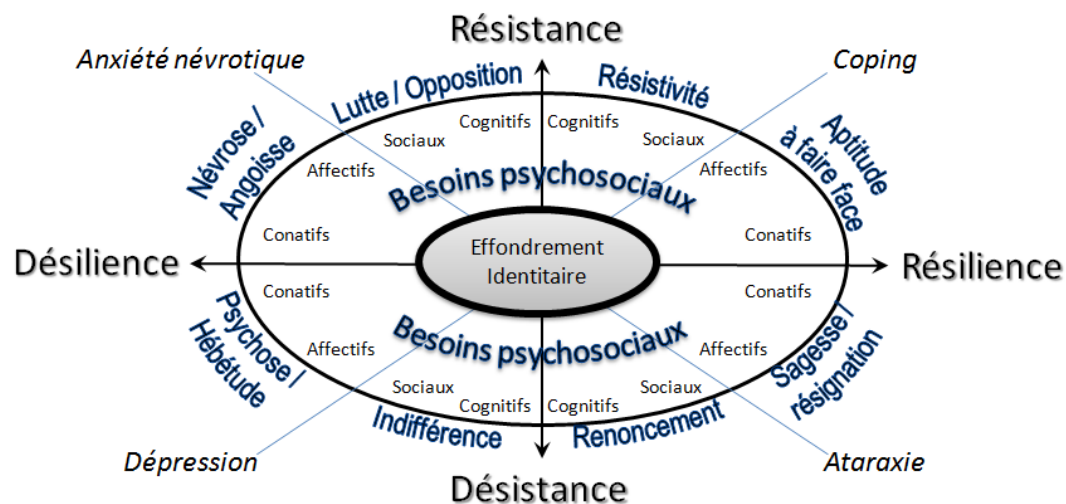 Résistance
Anxiété névrotique
Coping
Lutte / Opposition
Résistivité
Cognitifs
Cognitifs
Sociaux
Sociaux
Névrose /
Angoisse
Aptitude
à faire face
Affectifs
Affectifs
Besoins psychosociaux
Conatifs
Conatifs
Effondrement
Identitaire
Désilience
Résilience
Conatifs
Conatifs
Besoins psychosociaux
Psychose /
Hébétude
Sagesse /
résignation
Affectifs
Affectifs
Sociaux
Sociaux
Cognitifs
Cognitifs
Indifférence
Renoncement
Dépression
Ataraxie
Désistance